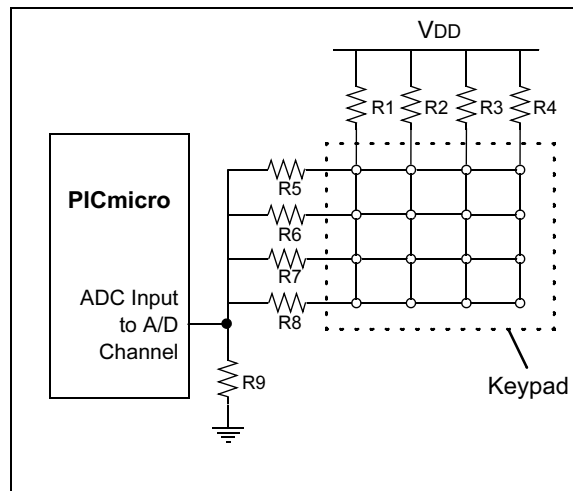 VDD
R1 R2 R3 R4
PICmicro
R5
R6
R7
R8
ADC Input
to A/D
Channel
R9
Keypad